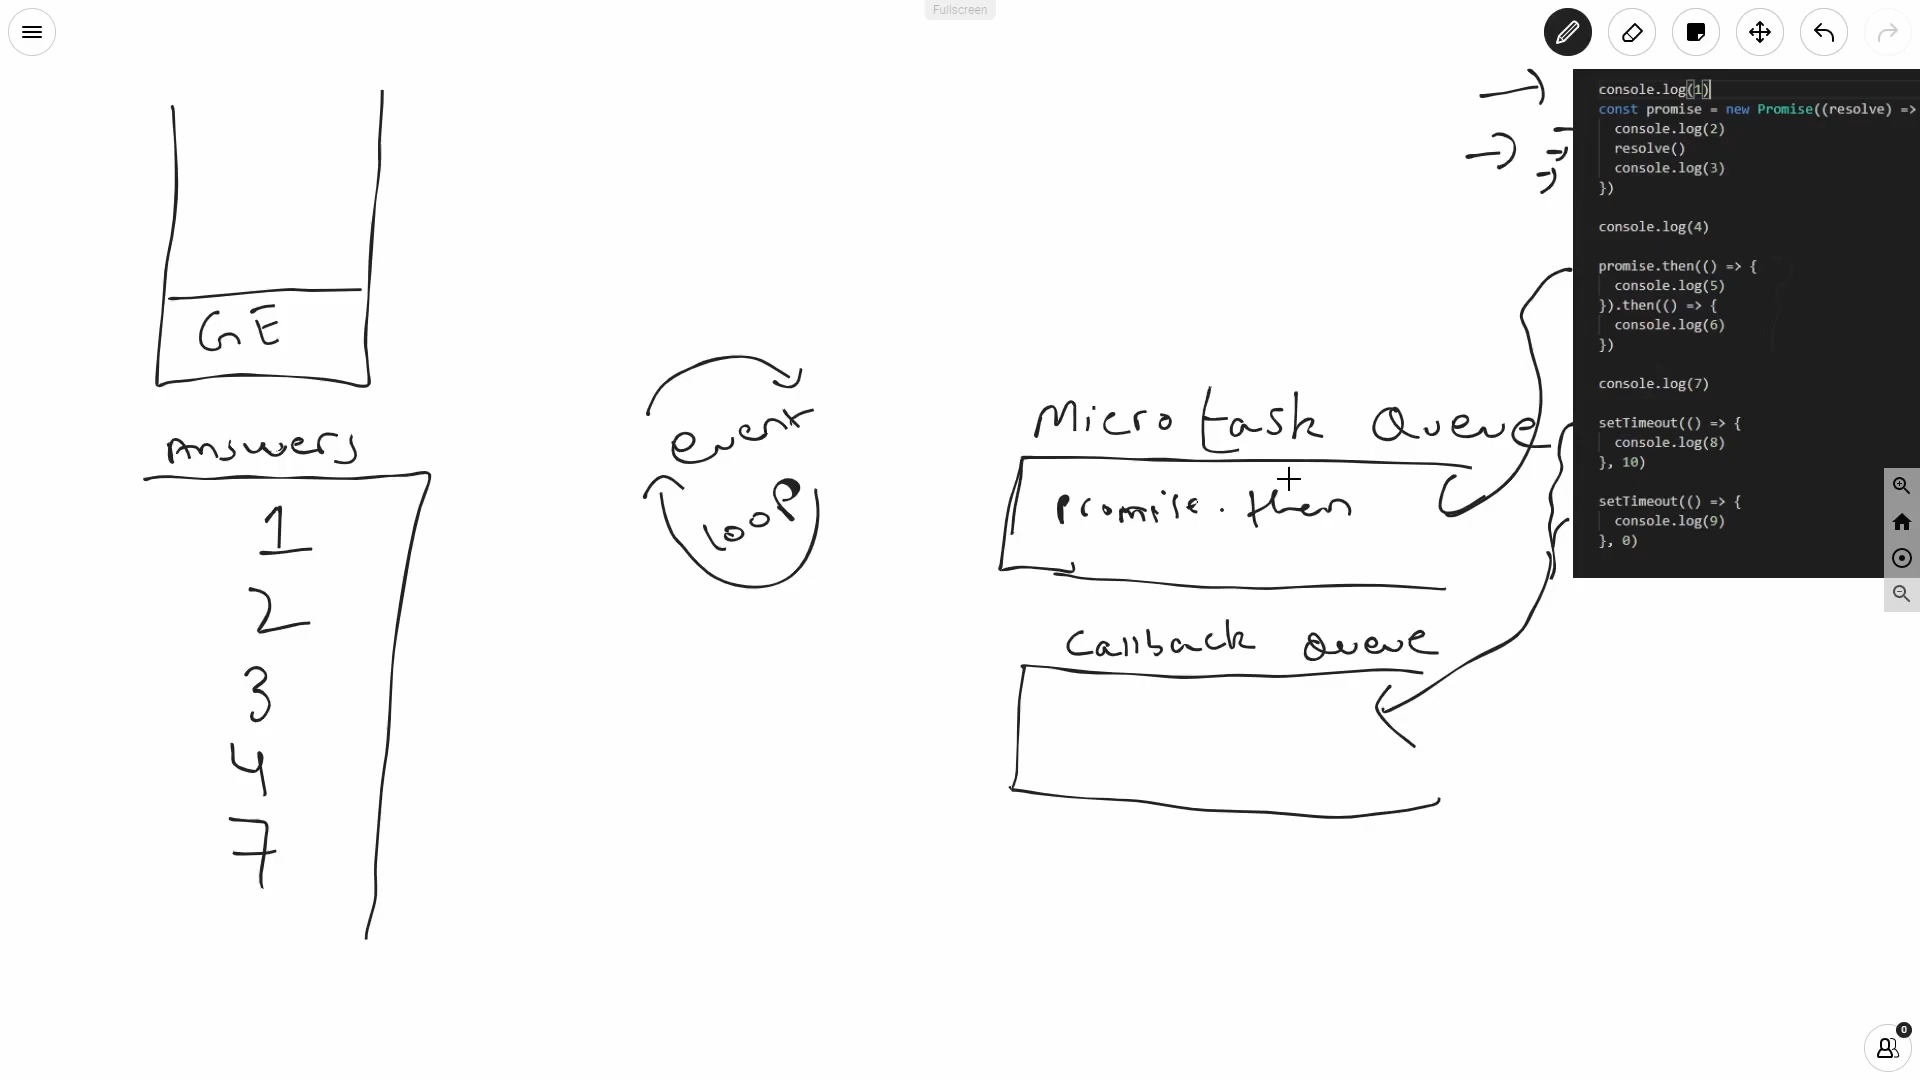 Fullscreen
console.log(1)
const promise = new Promise((resolve) =>
console.log(2)
resolve()
console.log(3)
})
console.log(4)
promise.then(() => {
console.log(5)
}).then(() => {
console.log(6)
})
console.log(7)
setTimeout(() => {
console.log(8)
}, 10)
setTimeout(() => {
console.log(9)
}, 0)
GE
Answers
1
2
3
4
7
event
loop
Micro task Queue
Promise.then
Callback Queue
0